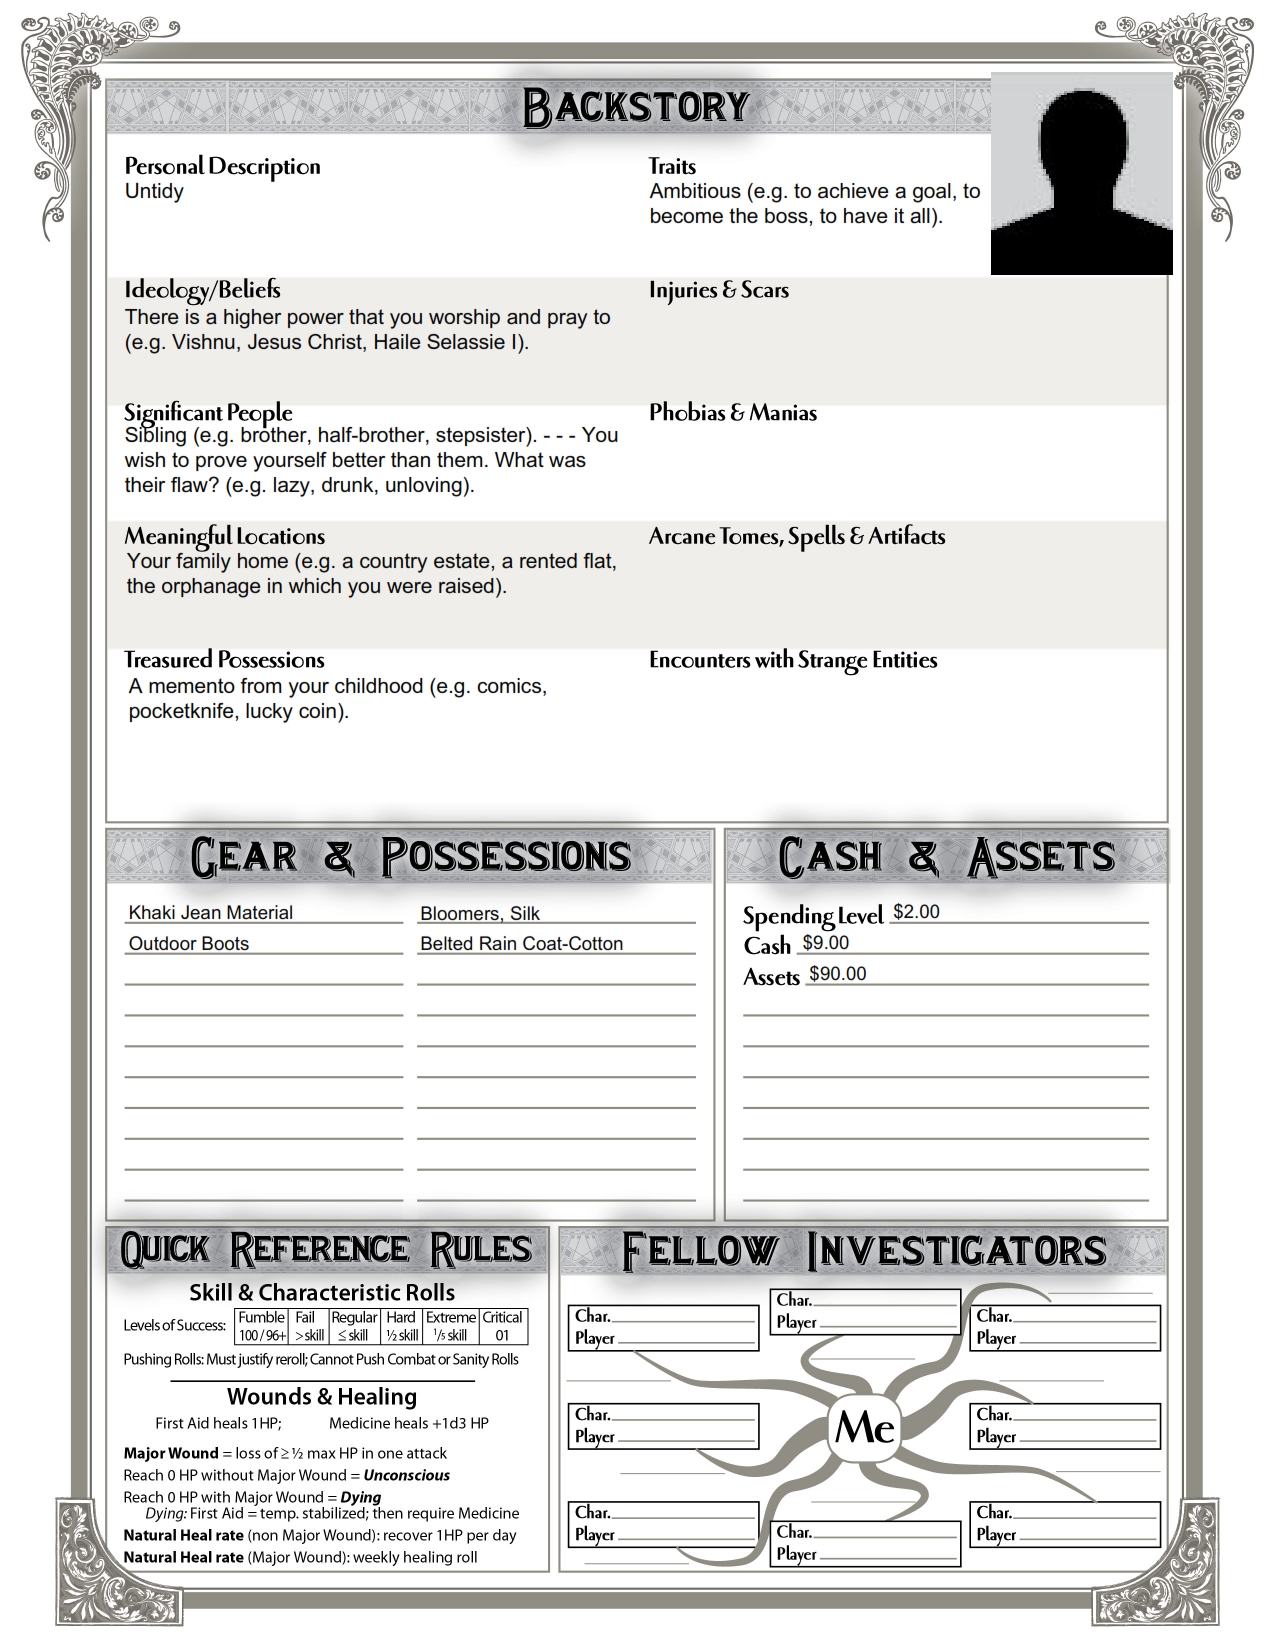 BACKSTORY
Personal Description
Untidy
Traits
Ambitious (e.g. to achieve a goal, to
become the boss, to have it all).
Ideology/Beliefs
There is a higher power that you worship and pray to
(e.g. Vishnu, Jesus Christ, Haile Selassie I).
Injuries & Scars
Significant People
Sibling (e.g. brother, half-brother, stepsister). - - - You
wish to prove yourself better than them. What was
their flaw? (e.g. lazy, drunk, unloving).
Phobias & Manias
Meaningful Locations
Your family home (e.g. a country estate, a rented flat,
the orphanage in which you were raised).
Arcane Tomes, Spells & Artifacts
Treasured Possessions
A memento from your childhood (e.g. comics,
pocketknife, lucky coin).
Encounters with Strange Entities
GEAR & POSSESSIONS
Khaki Jean Material
Outdoor Boots
Bloomers, Silk
Belted Rain Coat-Cotton
CASH & ASSETS
Spending Level $2.00
Cash $9.00
Assets $90.00
QUICK REFERENCE RULES
Skill & Characteristic Rolls
Levels of Success: Fumble Fail Regular Hard Extreme Critical
100 / 96+ > skill ≤ skill ½ skill 1/5 skill 01
Pushing Rolls: Must justify reroll; Cannot Push Combat or Sanity Rolls
Wounds & Healing
First Aid heals 1HP; Medicine heals +1d3 HP
Major Wound = loss of ≥ ½ max HP in one attack
Reach 0 HP without Major Wound = Unconscious
Reach 0 HP with Major Wound = Dying
Dying: First Aid = temp. stabilized; then require Medicine
Natural Heal rate (non Major Wound): recover 1HP per day
Natural Heal rate (Major Wound): weekly healing roll
FELLOW INVESTIGATORS
Char.
Player
Char.
Player
Char.
Player
Char.
Player
Me
Char.
Player
Char.
Player
Char.
Player
Char.
Player